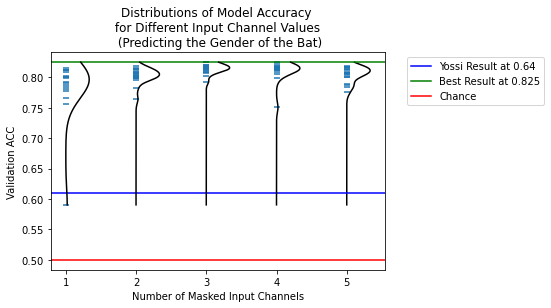 Distributions of Model Accuracy
for Different Input Channel Values
(Predicting the Gender of the Bat)
Yossi Result at 0.64
Best Result at 0.825
Chance
Validation ACC
0.80
0.75
0.70
0.65
0.60
0.55
0.50
1 2 3 4 5
Number of Masked Input Channels